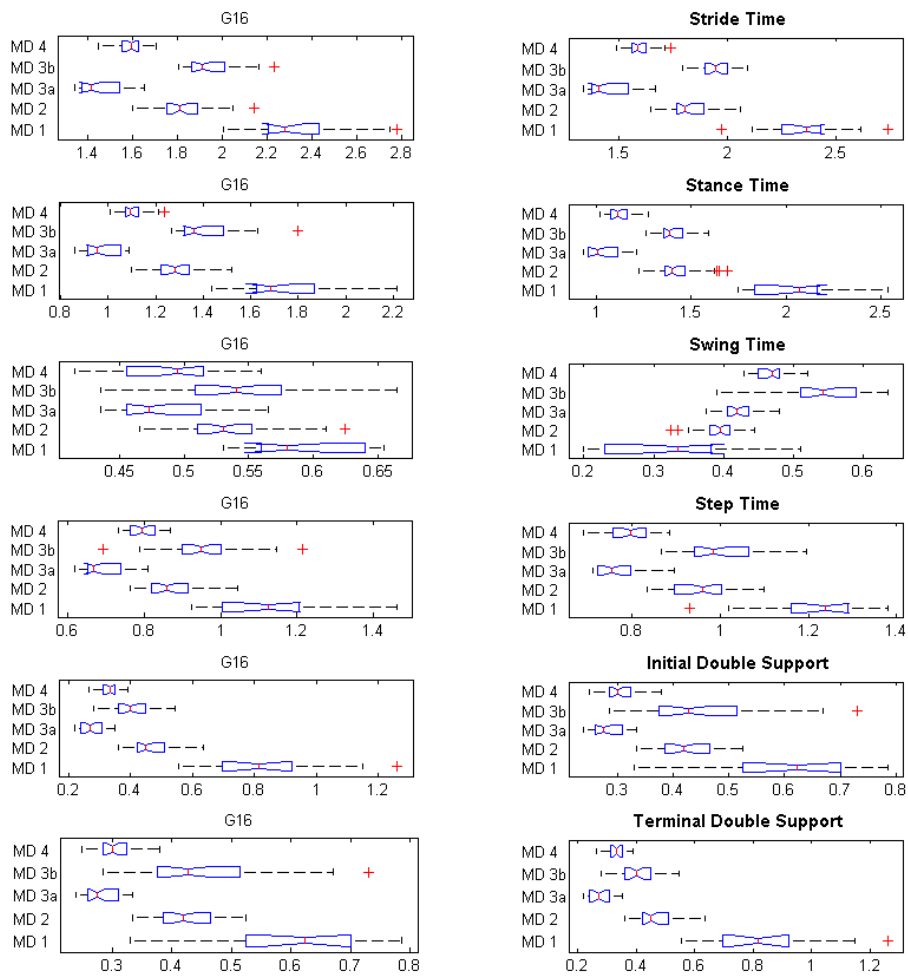 G16
MD 4
MD 3b
MD 3a
MD 2
MD 1
1.4 1.6 1.8 2 2.2 2.4 2.6 2.8
Stride Time
MD 4
MD 3b
MD 3a
MD 2
MD 1
1.5 2 2.5
G16
MD 4
MD 3b
MD 3a
MD 2
MD 1
0.8 1 1.2 1.4 1.6 1.8 2 2.2
Stance Time
MD 4
MD 3b
MD 3a
MD 2
MD 1
1 1.5 2 2.5
G16
MD 4
MD 3b
MD 3a
MD 2
MD 1
0.45 0.5 0.55 0.6 0.65
Swing Time
MD 4
MD 3b
MD 3a
MD 2
MD 1
0.2 0.3 0.4 0.5 0.6
G16
MD 4
MD 3b
MD 3a
MD 2
MD 1
0.6 0.8 1 1.2 1.4
Step Time
MD 4
MD 3b
MD 3a
MD 2
MD 1
0.8 1 1.2 1.4
G16
MD 4
MD 3b
MD 3a
MD 2
MD 1
0.2 0.4 0.6 0.8 1 1.2
Initial Double Support
MD 4
MD 3b
MD 3a
MD 2
MD 1
0.3 0.4 0.5 0.6 0.7 0.8
G16
MD 4
MD 3b
MD 3a
MD 2
MD 1
0.3 0.4 0.5 0.6 0.7 0.8
Terminal Double Support
MD 4
MD 3b
MD 3a
MD 2
MD 1
0.2 0.4 0.6 0.8 1 1.2